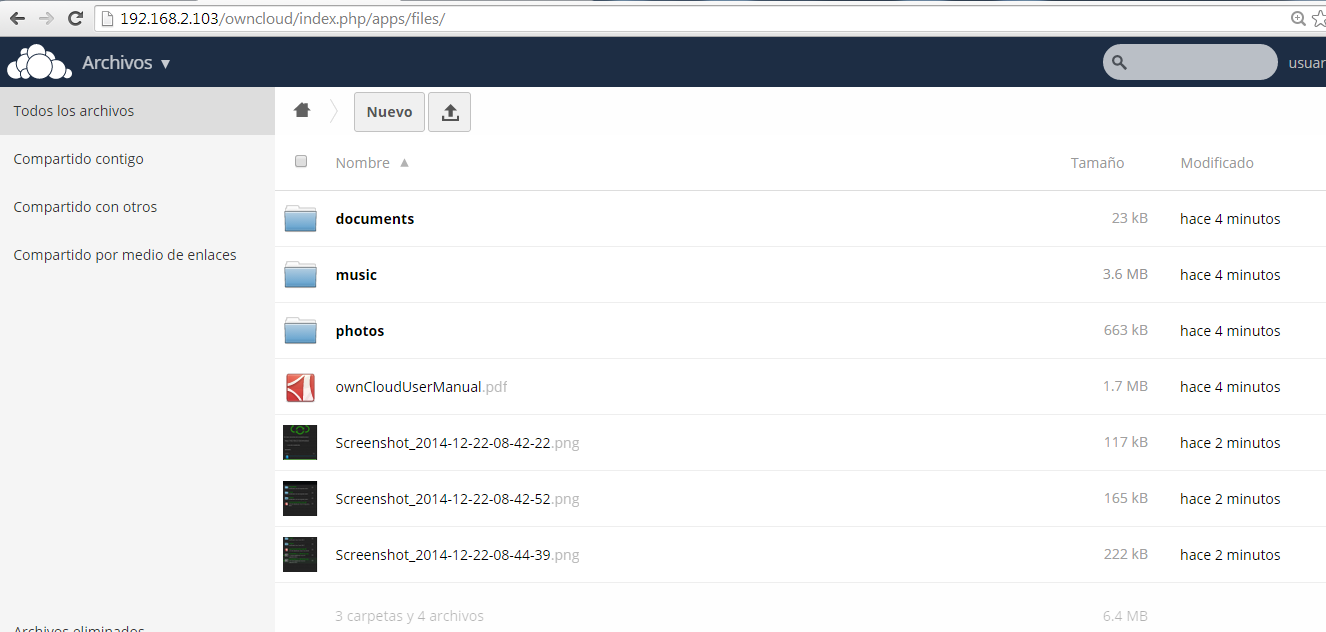 192.168.2.103/owncloud/index.php/apps/files/
Archivos ▼
usuar
Todos los archivos
Compartido contigo
Compartido con otros
Compartido por medio de enlaces
Archivos eliminados
Nuevo
Nombre ▲ Tamaño Modificado
documents 23 kB hace 4 minutos
music 3.6 MB hace 4 minutos
photos 663 kB hace 4 minutos
ownCloudUserManual.pdf 1.7 MB hace 4 minutos
Screenshot_2014-12-22-08-42-22.png 117 kB hace 2 minutos
Screenshot_2014-12-22-08-42-52.png 165 kB hace 2 minutos
Screenshot_2014-12-22-08-44-39.png 222 kB hace 2 minutos
3 carpetas y 4 archivos 6.4 MB